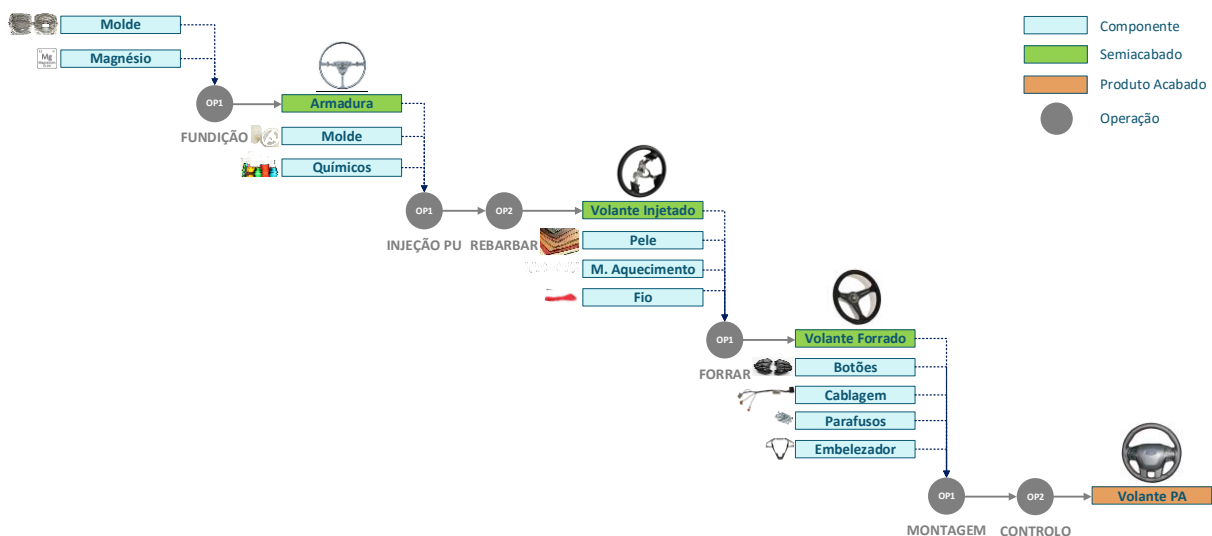 Molde
Magnésio
Mg
OP1
FUNDIÇÃO
Armadura
Molde
Químicos
OP1
INJEÇÃO PU
OP2
REBARBAR
Volante Injetado
Pele
M. Aquecimento
Fio
OP1
FORRAR
Volante Forrado
Botões
Cablagem
Parafusos
Embelezador
OP1
MONTAGEM
OP2
CONTROLO
Volante PA
Componente
Semiacabado
Produto Acabado
Operação